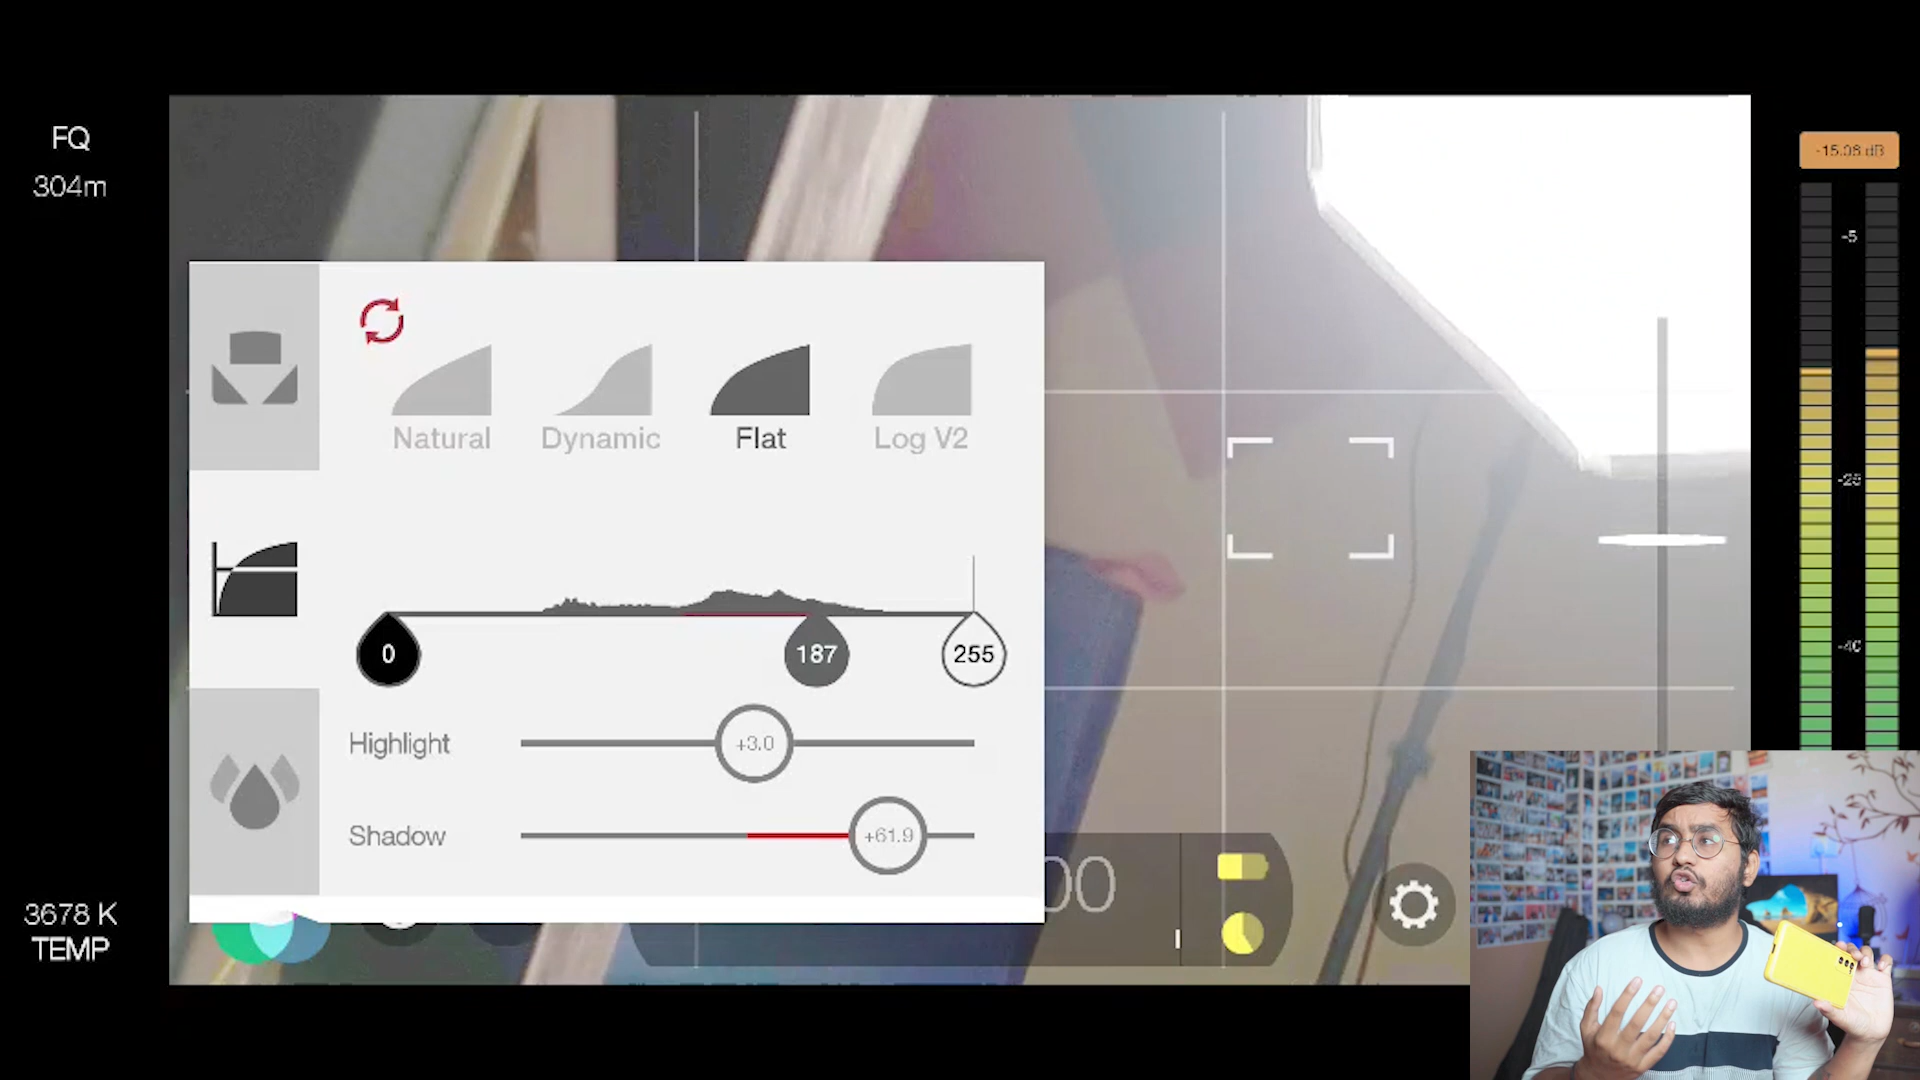 FQ
304m
-15.08 dB
-5
Natural
Dynamic
Flat
Log V2
-25
0
187
255
-40
Highlight
+3.0
Shadow
+61.9
00
3678 K
TEMP